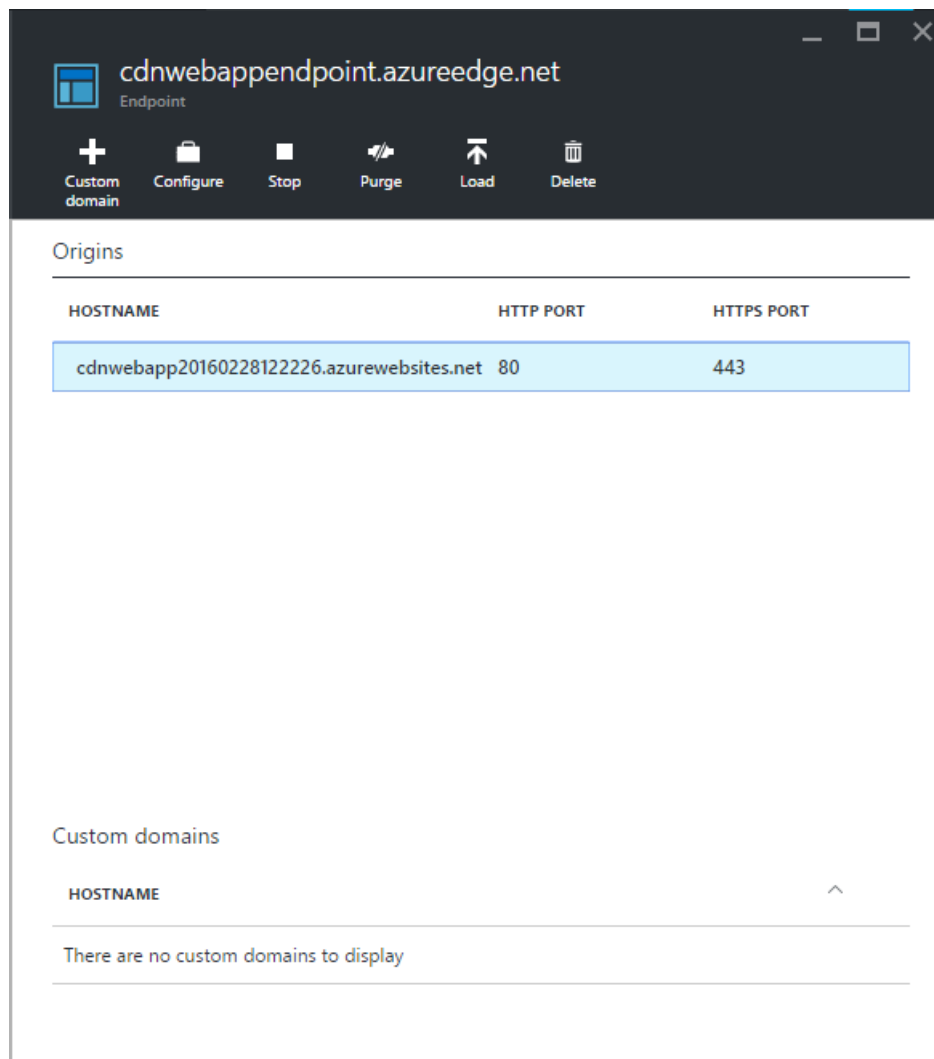 cdnwebappendpoint.azureedge.net
Endpoint
Custom domain Configure Stop Purge Load Delete
Origins
HOSTNAME HTTP PORT HTTPS PORT
cdnwebapp20160228122226.azurewebsites.net 80 443
Custom domains
HOSTNAME
There are no custom domains to display